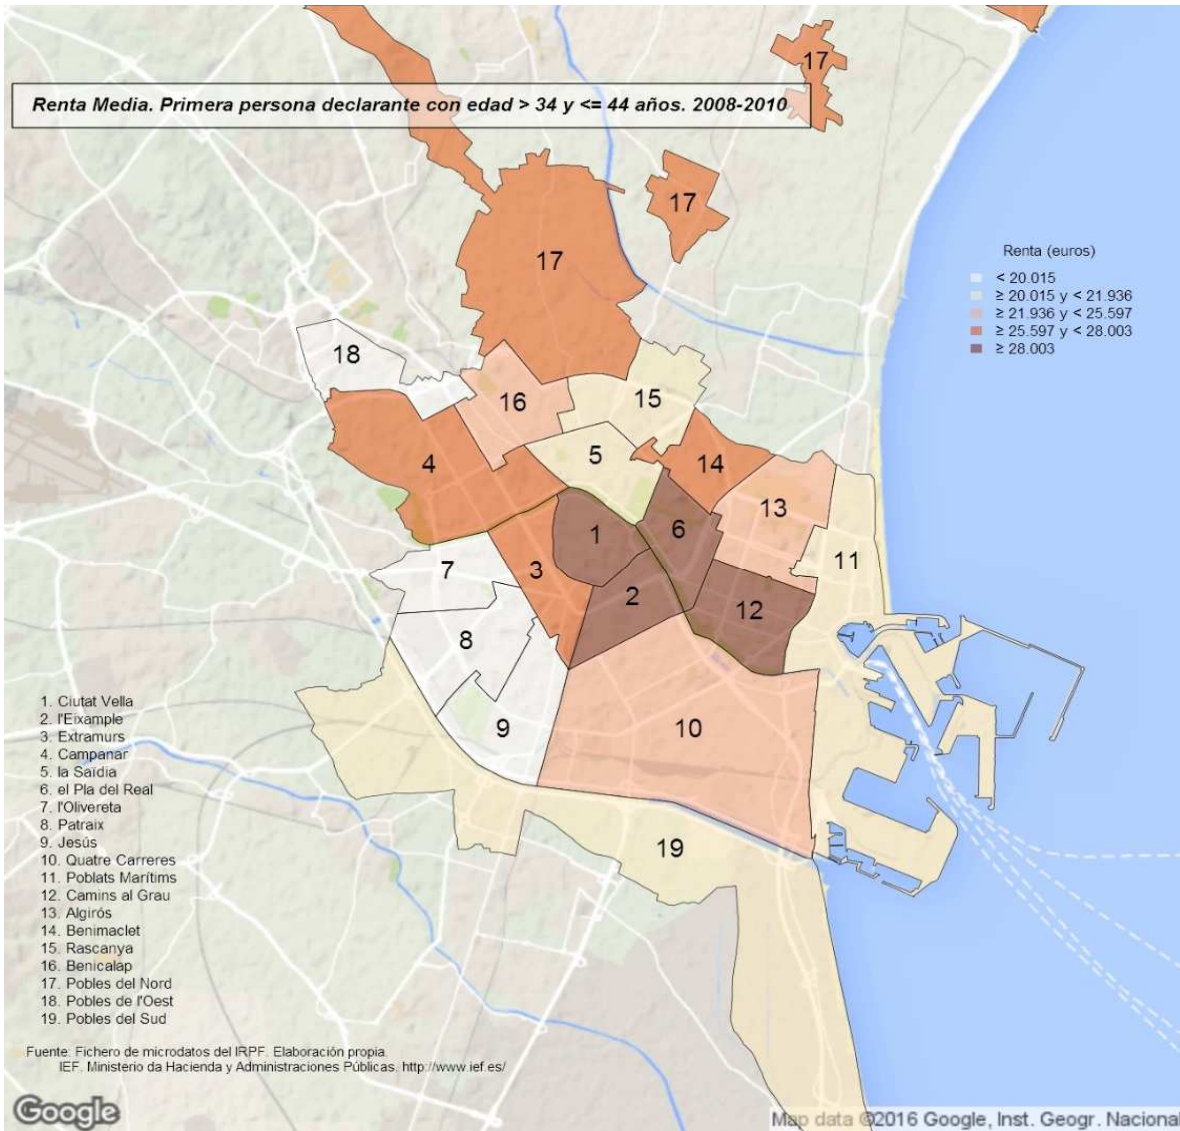 Renta Media. Primera persona declarante con edad > 34 y <= 44 años. 2008-2010
17
17
17
Renta (euros)
< 20.015
≥ 20.015 y < 21.936
≥ 21.936 y < 25.597
≥ 25.597 y < 28.003
≥ 28.003
18
16
15
4
5
14
13
6
1
11
7
3
2
12
8
9
10
19
1. Ciutat Vella
2. l'Eixample
3. Extramurs
4. Campanar
5. la Saïdia
6. el Pla del Real
7. l'Olivereta
8. Patraix
9. Jesús
10. Quatre Carreres
11. Poblats Marítims
12. Camins al Grau
13. Algirós
14. Benimaclet
15. Rascanya
16. Benicalap
17. Pobles del Nord
18. Pobles de l'Oest
19. Pobles del Sud
Fuente: Fichero de microdatos del IRPF. Elaboración propia.
IEF. Ministerio da Hacienda y Administraciones Públicas. http://www.ief.es/
Google
Map data ©2016 Google, Inst. Geogr. Nacional